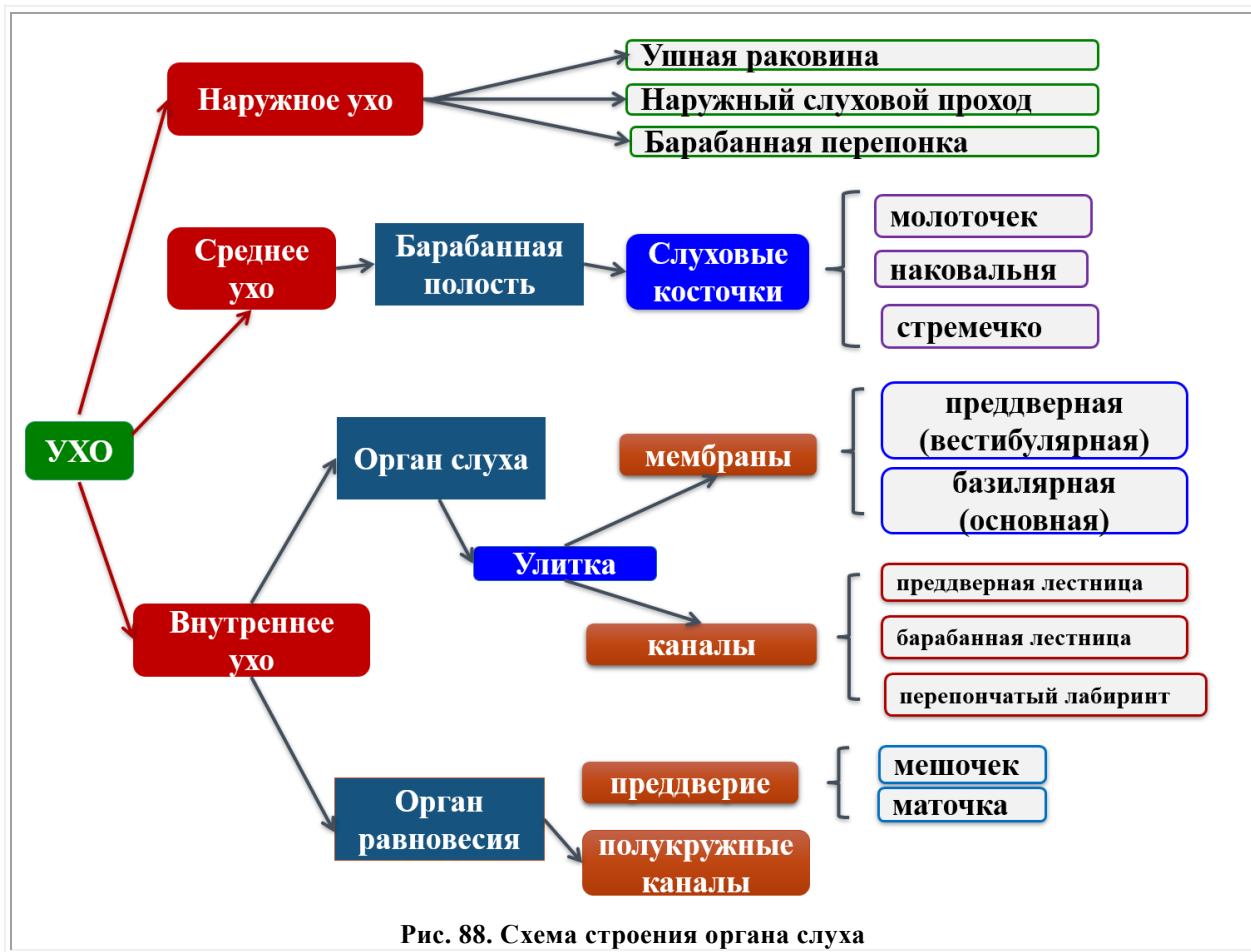 Наружное ухо
Ушная раковина
Наружный слуховой проход
Барабанная перепонка
Среднее
ухо
Барабанная
полость
Слуховые
косточки
молоточек
наковальня
стремечко
УХО
Орган слуха
мембраны
преддверная
(вестибулярная)
базилярная
(основная)
Улитка
каналы
преддверная лестница
барабанная лестница
перепончатый лабиринт
Внутреннее
ухо
Орган
равновесия
преддверие
мешочек
маточка
полукружные
каналы
Рис. 88. Схема строения органа слуха